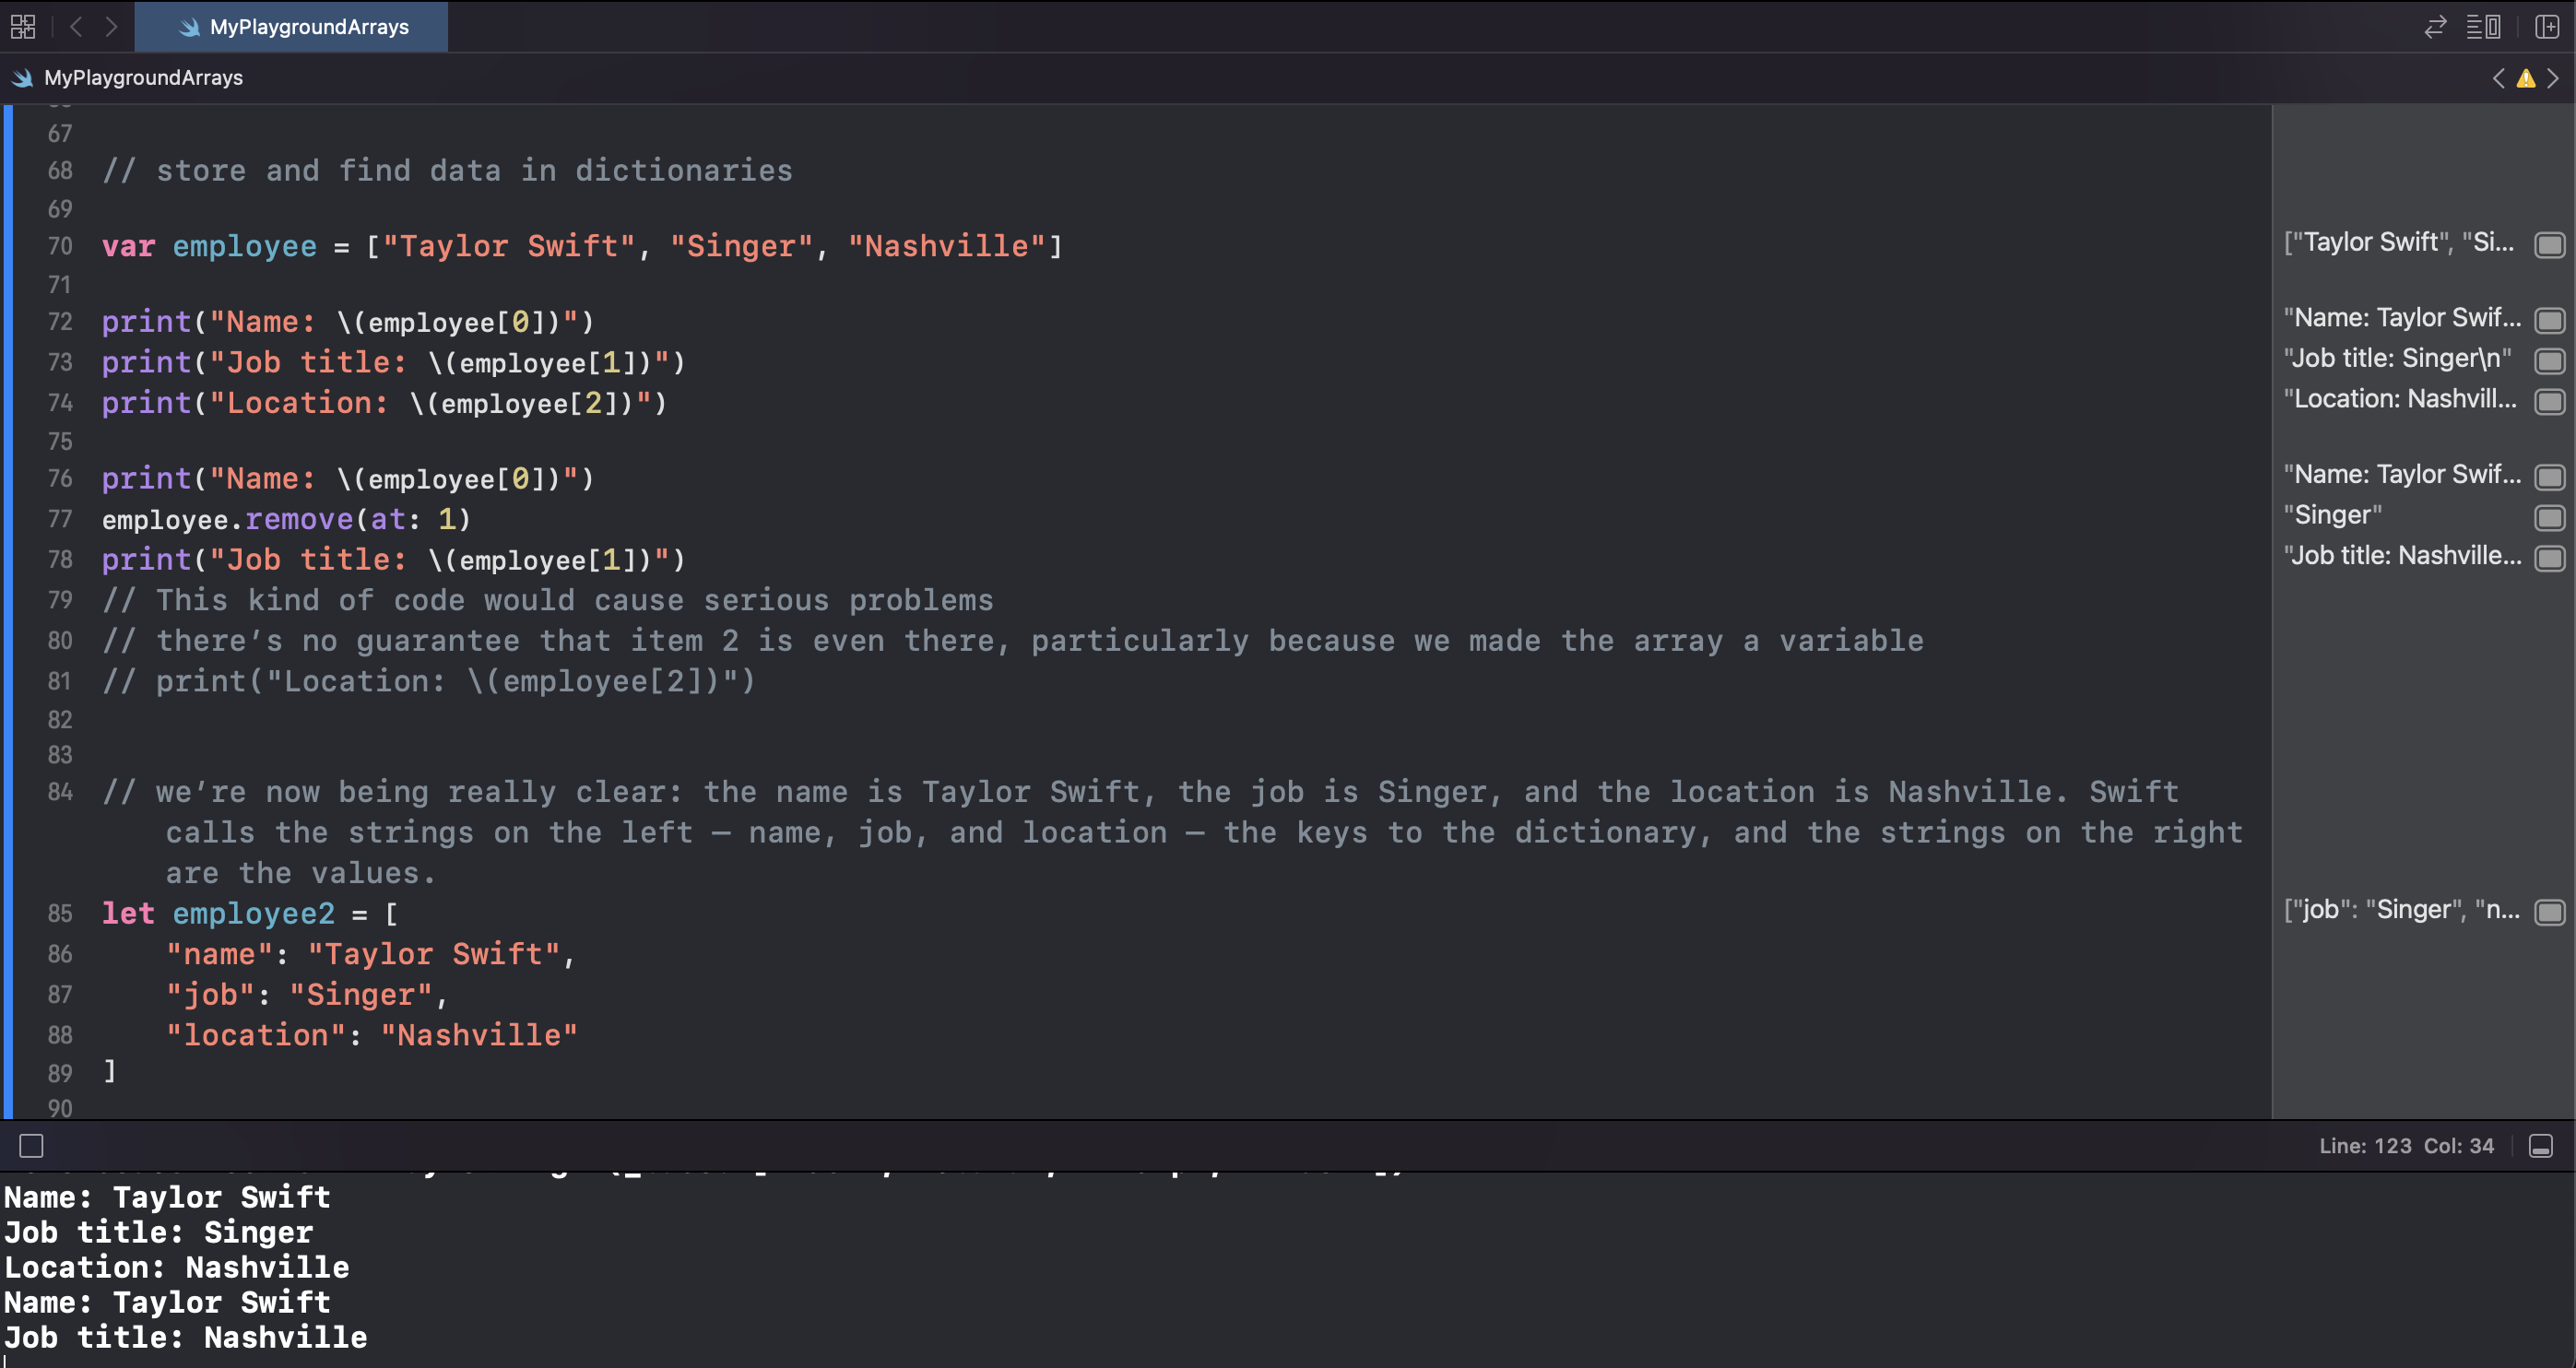 MyPlaygroundArrays
MyPlaygroundArrays
67
68 // store and find data in dictionaries
69
70 var employee = ["Taylor Swift", "Singer", "Nashville"]
["Taylor Swift", "Si...
71
72 print("Name: \(employee[0])")
"Name: Taylor Swif...
73 print("Job title: \(employee[1])")
"Job title: Singer\n"
74 print("Location: \(employee[2])")
"Location: Nashvill...
75
76 print("Name: \(employee[0])")
"Name: Taylor Swif...
77 employee.remove(at: 1)
"Singer"
78 print("Job title: \(employee[1])")
"Job title: Nashville...
79 // This kind of code would cause serious problems
80 // there’s no guarantee that item 2 is even there, particularly because we made the array a variable
81 // print("Location: \(employee[2])")
82
83
84 // we’re now being really clear: the name is Taylor Swift, the job is Singer, and the location is Nashville. Swift
calls the strings on the left – name, job, and location – the keys to the dictionary, and the strings on the right
are the values.
85 let employee2 = [
["job": "Singer", "n...
86 "name": "Taylor Swift",
87 "job": "Singer",
88 "location": "Nashville"
89 ]
90
Line: 123 Col: 34
Name: Taylor Swift
Job title: Singer
Location: Nashville
Name: Taylor Swift
Job title: Nashville